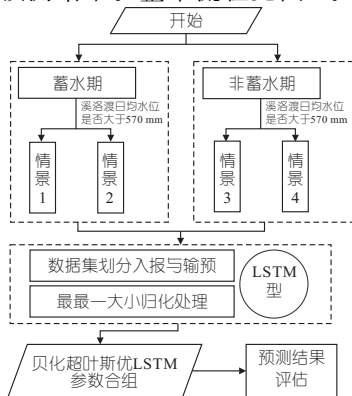 开始
蓄水期
非蓄水期
溪洛渡日均水位
是否大于570 mm
溪洛渡日均水位
是否大于570 mm
情景1
情景2
情景3
情景4
数据集划分入报与输预
最最一大小归化处理
LSTM
型
贝化超叶斯优LSTM
参数合组
预测结果
评估